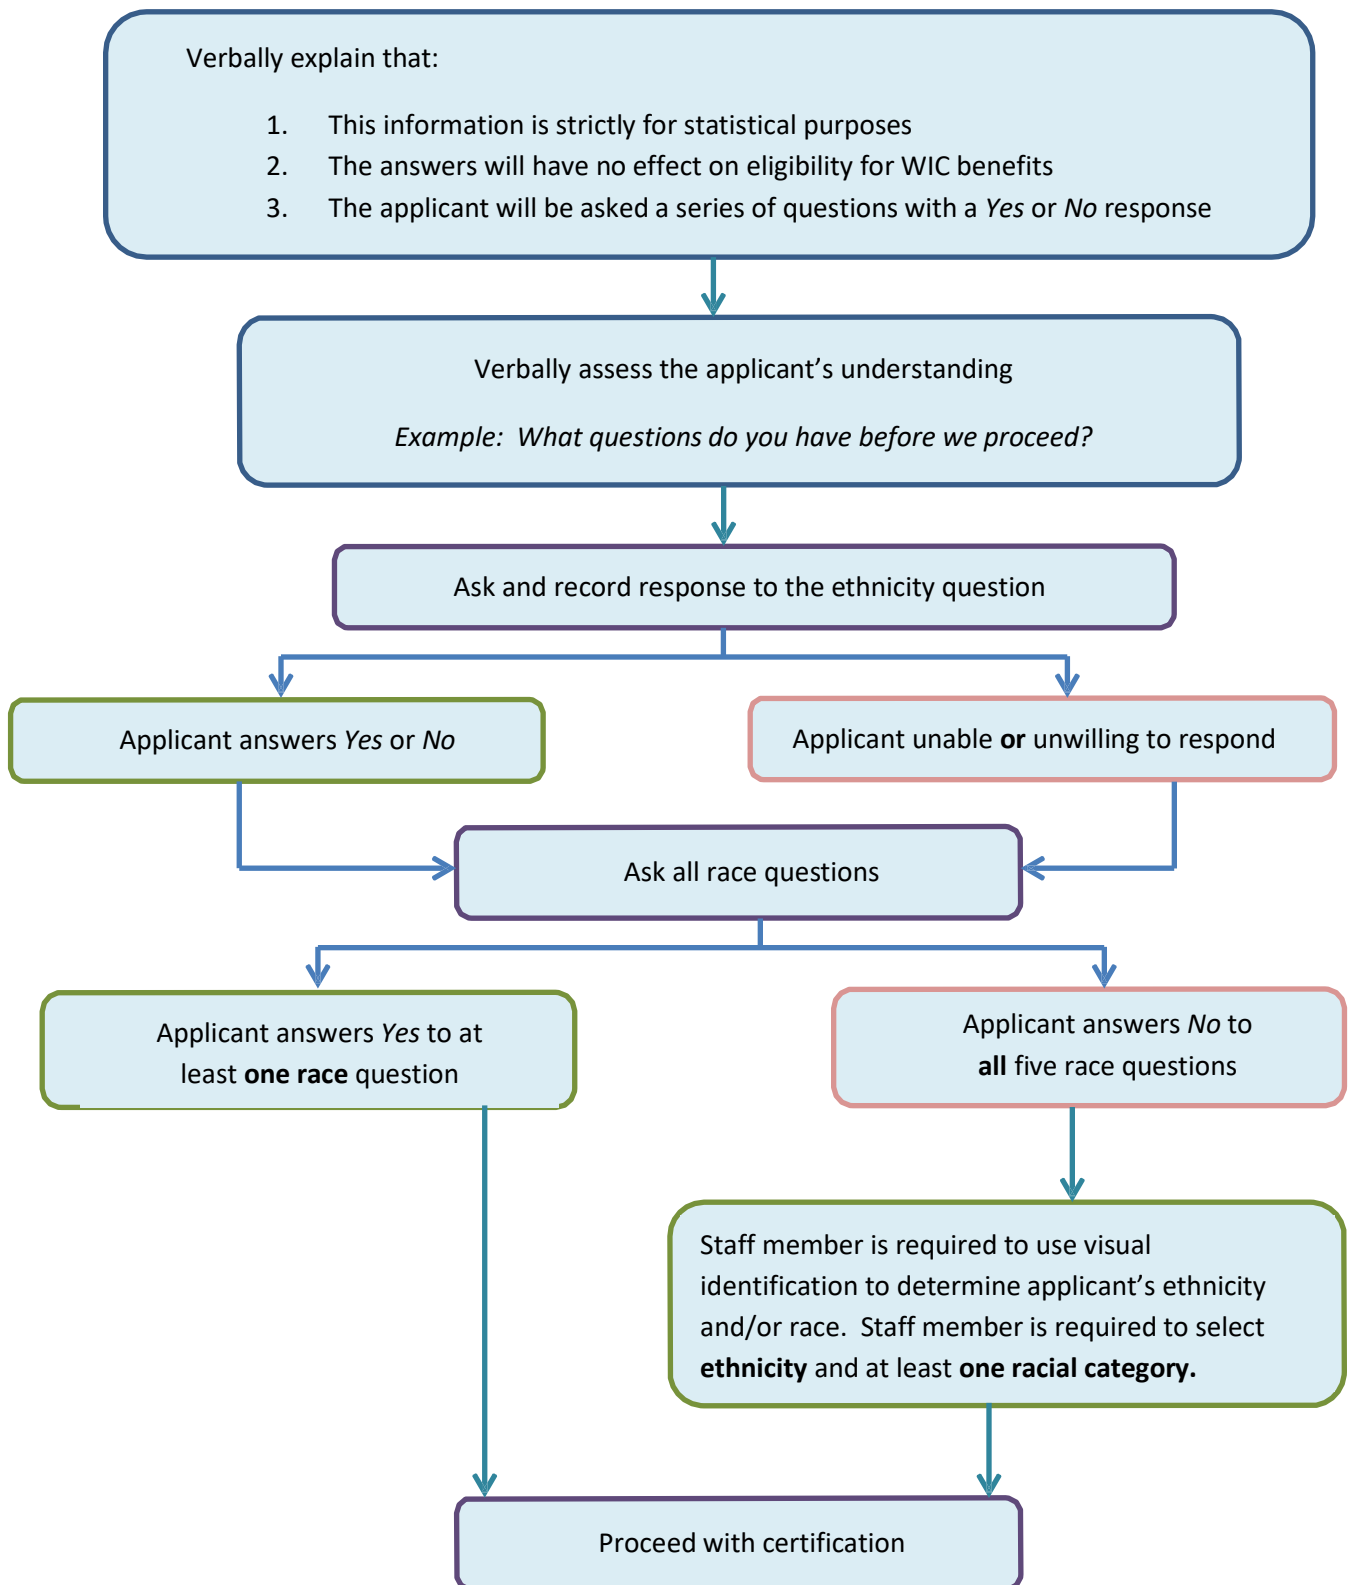 Verbally explain that:
1. This information is strictly for statistical purposes
2. The answers will have no effect on eligibility for WIC benefits
3. The applicant will be asked a series of questions with a Yes or No response
Verbally assess the applicant’s understanding
Example:  What questions do you have before we proceed?
Ask and record response to the ethnicity question
Applicant answers Yes or No
Applicant unable or unwilling to respond
Ask all race questions
Applicant answers Yes to at
least one race question
Applicant answers No to
all five race questions
Staff member is required to use visual
identification to determine applicant’s ethnicity
and/or race.  Staff member is required to select
ethnicity and at least one racial category.
Proceed with certification